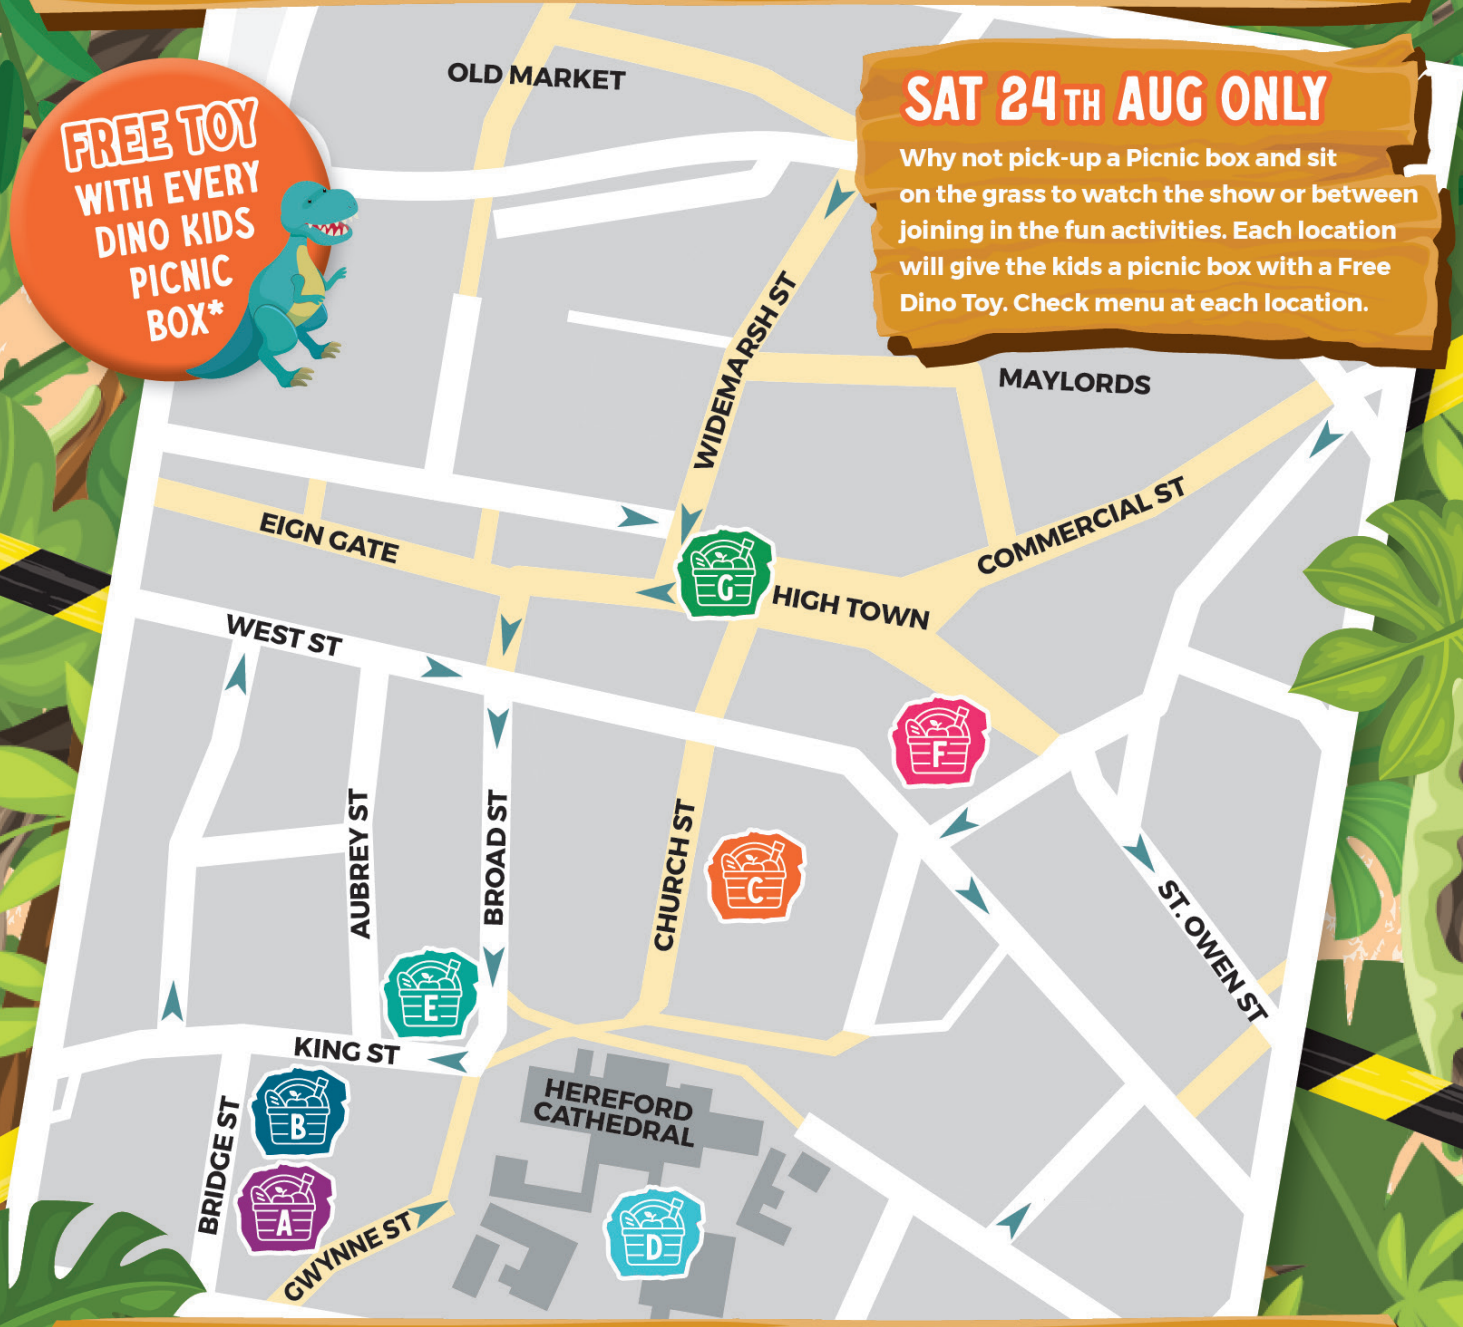 OLD MARKET
SAT 24TH AUG ONLY
Why not pick-up a Picnic box and sit
on the grass to watch the show or between
joining in the fun activities. Each location
will give the kids a picnic box with a Free
Dino Toy. Check menu at each location.
FREE TOY
WITH EVERY
DINO KIDS
PICNIC
BOX*
WIDEMARSH ST
MAYLORDS
COMMERCIAL ST
EIGN GATE
G
HIGH TOWN
WEST ST
F
AUBREY ST
BROAD ST
CHURCH ST
C
ST. OWEN ST
E
KING ST
HEREFORD
CATHEDRAL
B
BRIDGE ST
A
GWYNNE ST
D